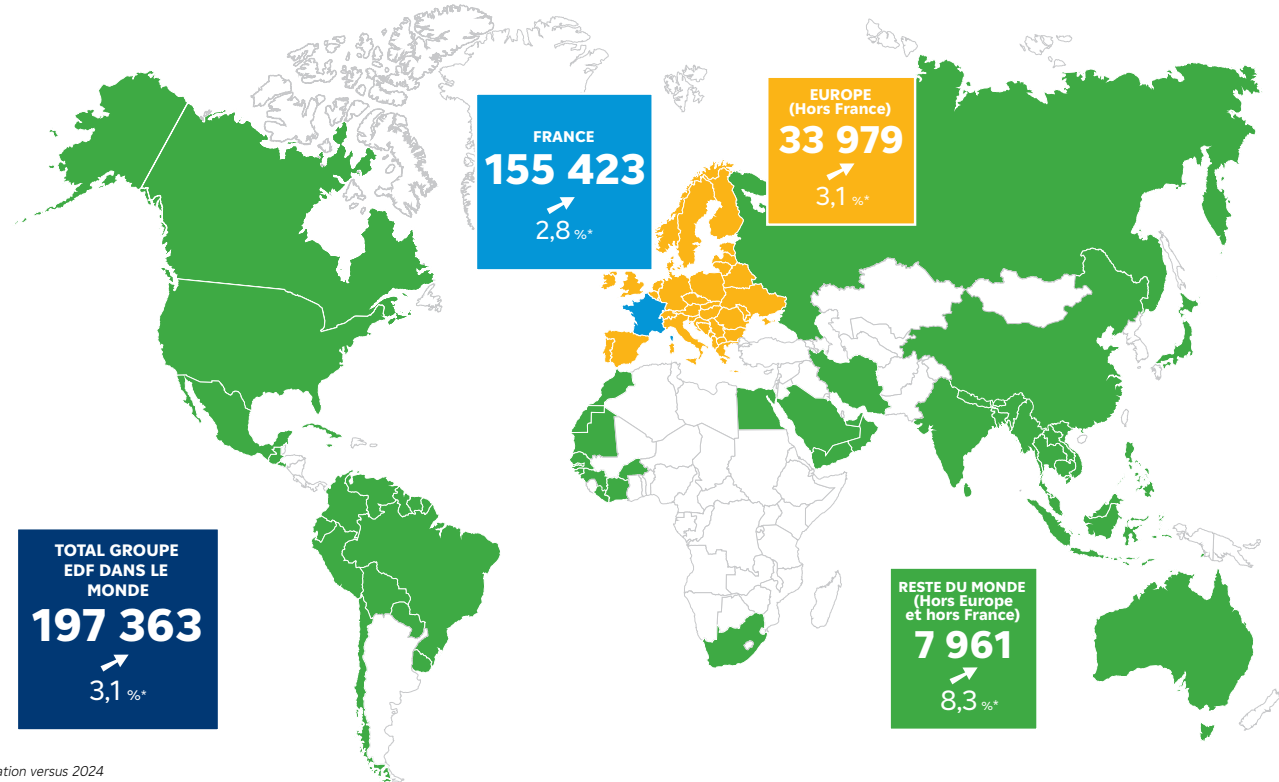 FRANCE
155 423
2,8 %*
EUROPE
(Hors France)
33 979
3,1 %*
TOTAL GROUPE
EDF DANS LE
MONDE
197 363
3,1 %*
RESTE DU MONDE
(Hors Europe
et hors France)
7 961
8,3 %*
versus 2024